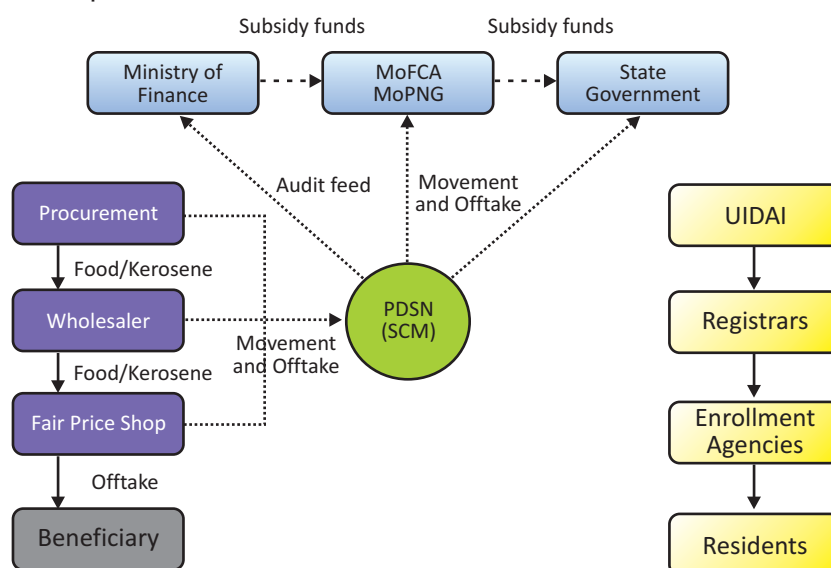 Subsidy funds
Subsidy funds
Ministry of
Finance
MoFCA
MoPNG
State
Government
Audit feed
Movement
and Offtake
Procurement
UIDAI
Food/Kerosene
Wholesaler
PDSN
(SCM)
Registrars
Movement
and Offtake
Food/Kerosene
Fair Price Shop
Enrollment
Agencies
Offtake
Beneficiary
Residents